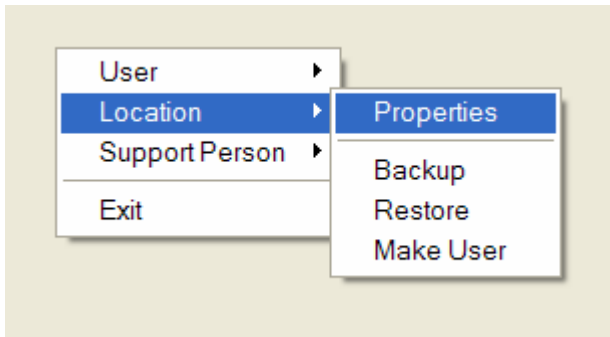 User
Location
Support Person
Exit
Properties
Backup
Restore
Make User